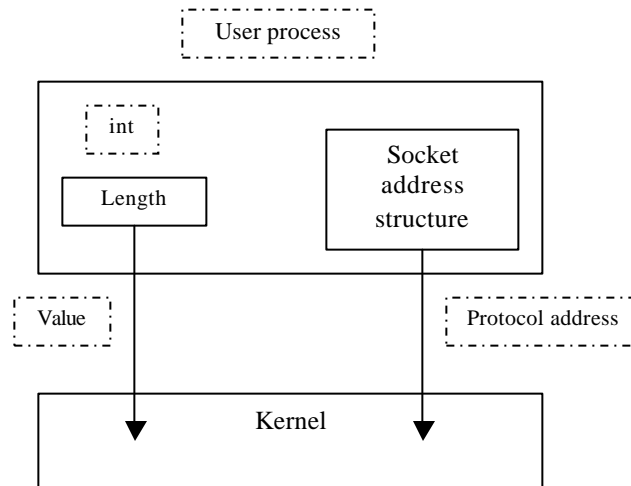 User process
int
Length
Socket
address
structure
Value
Protocol address
Kernel